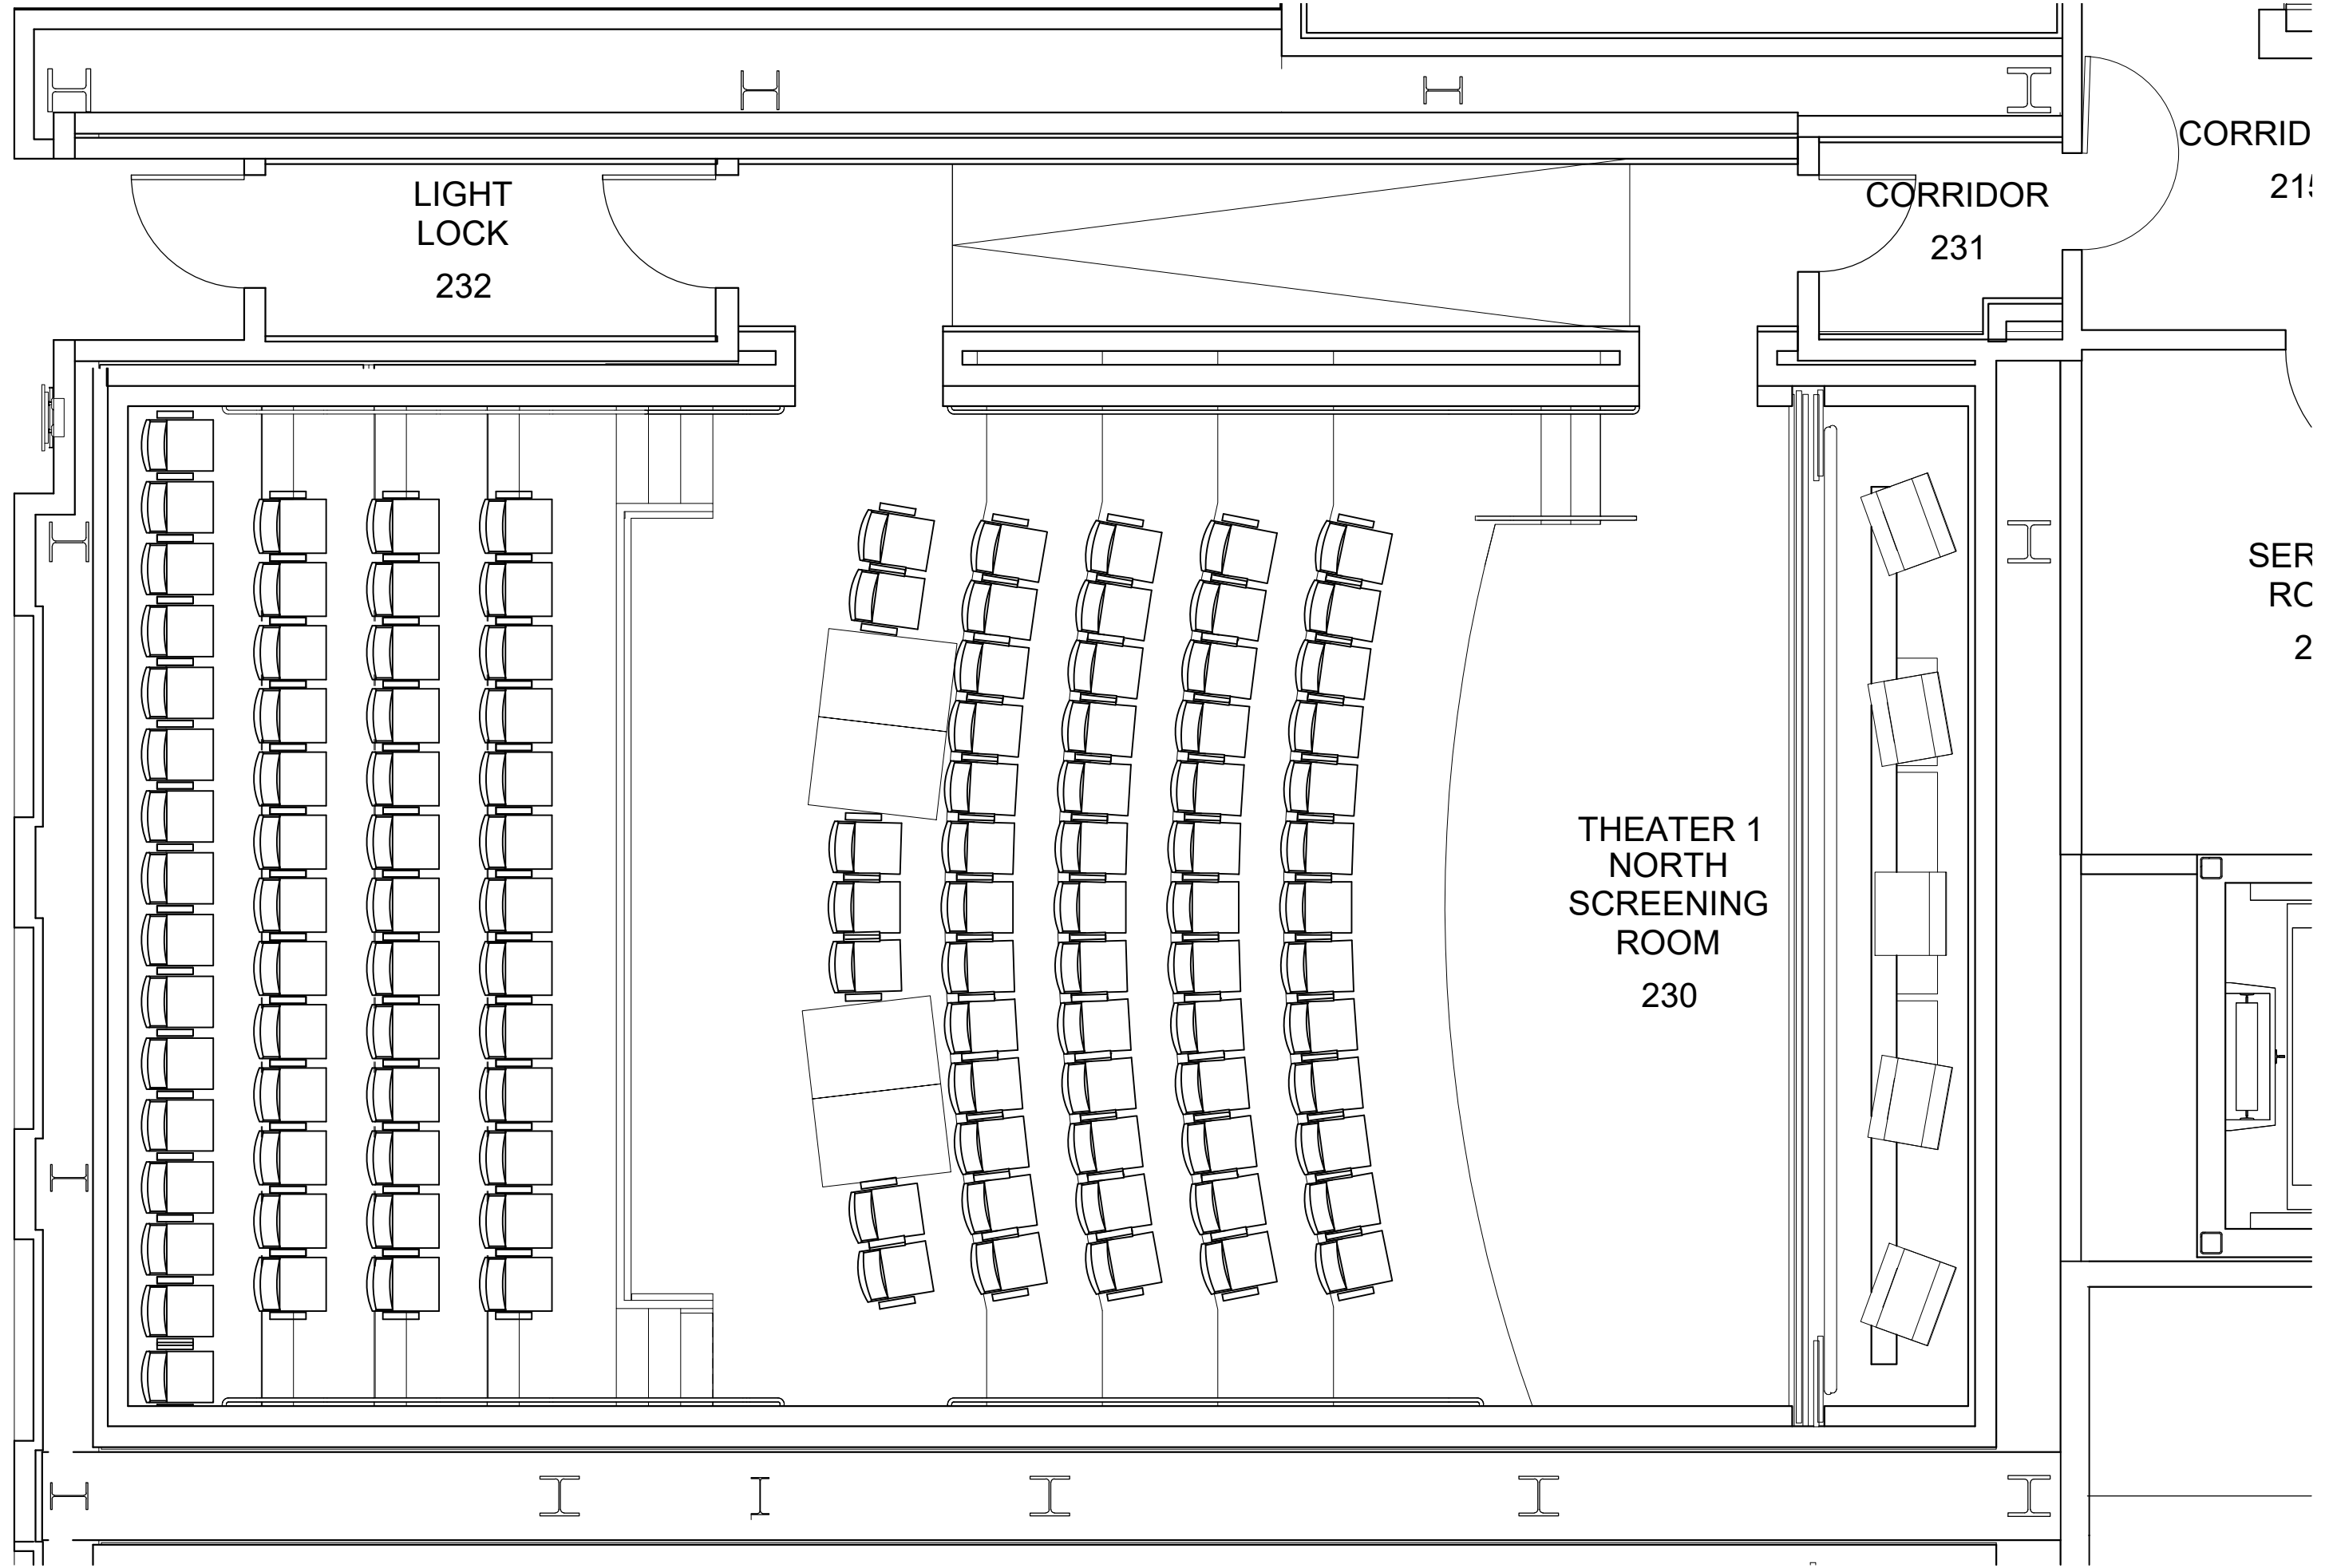 LIGHT
LOCK
232
CORRIDOR
231
THEATER 1
NORTH
SCREENING
ROOM
230